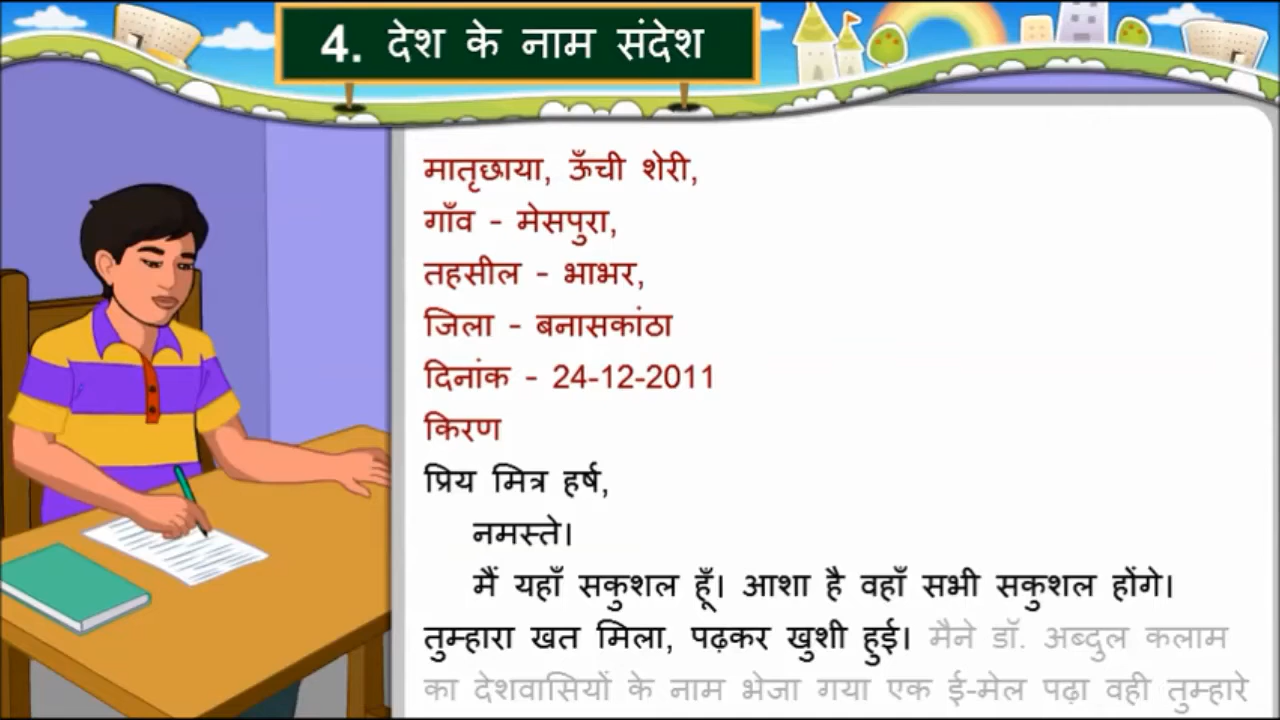 4. देश के नाम संदेश
मातृछाया, ऊँची शेरी,
गाँव - मेसपुरा,
तहसील - भाभर,
जिला - बनासकांठा
दिनांक - 24-12-2011
किरण
प्रिय मित्र हर्ष,
नमस्ते।
मैं यहाँ सकुशल हूँ। आशा है वहाँ सभी सकुशल होंगे।
तुम्हारा खत मिला, पढ़कर खुशी हुई। मैने डॉ. अब्दुल कलाम
का देशवासियों के नाम भेजा गया एक ई-मेल पढ़ा वही तुम्हारे